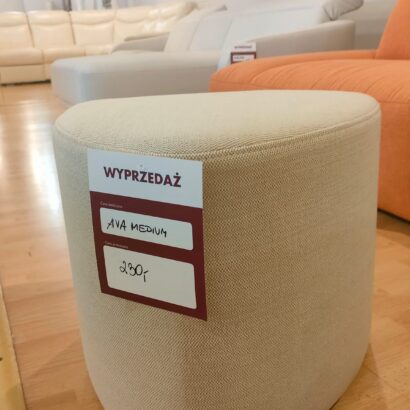 WYPRZEDAŻ
AVA MEDIUM
230,-